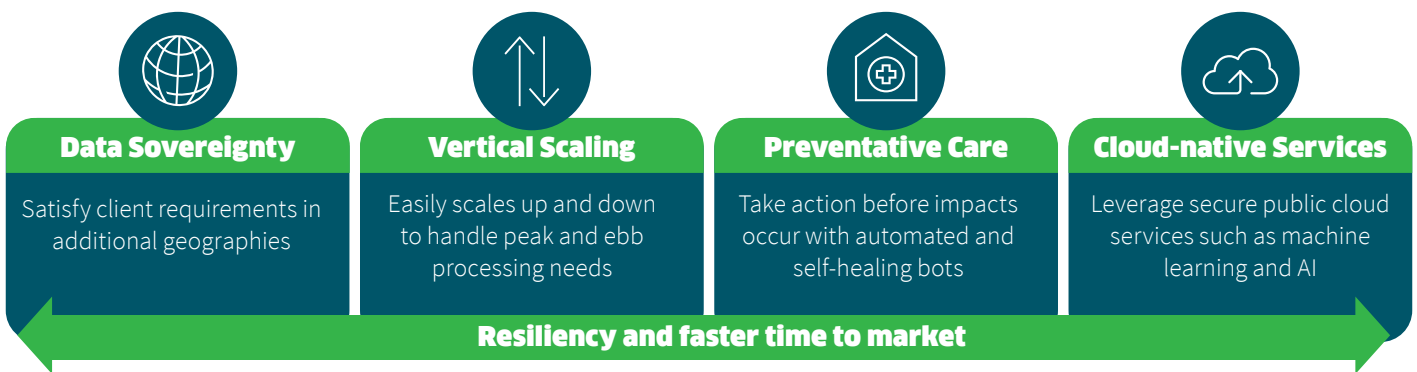 Data Sovereignty
Satisfy client requirements in
additional geographies
Vertical Scaling
Easily scales up and down
to handle peak and ebb
processing needs
Preventative Care
Take action before impacts
occur with automated and
self-healing bots
Cloud-native Services
Leverage secure public cloud
services such as machine
learning and AI
Resiliency and faster time to market